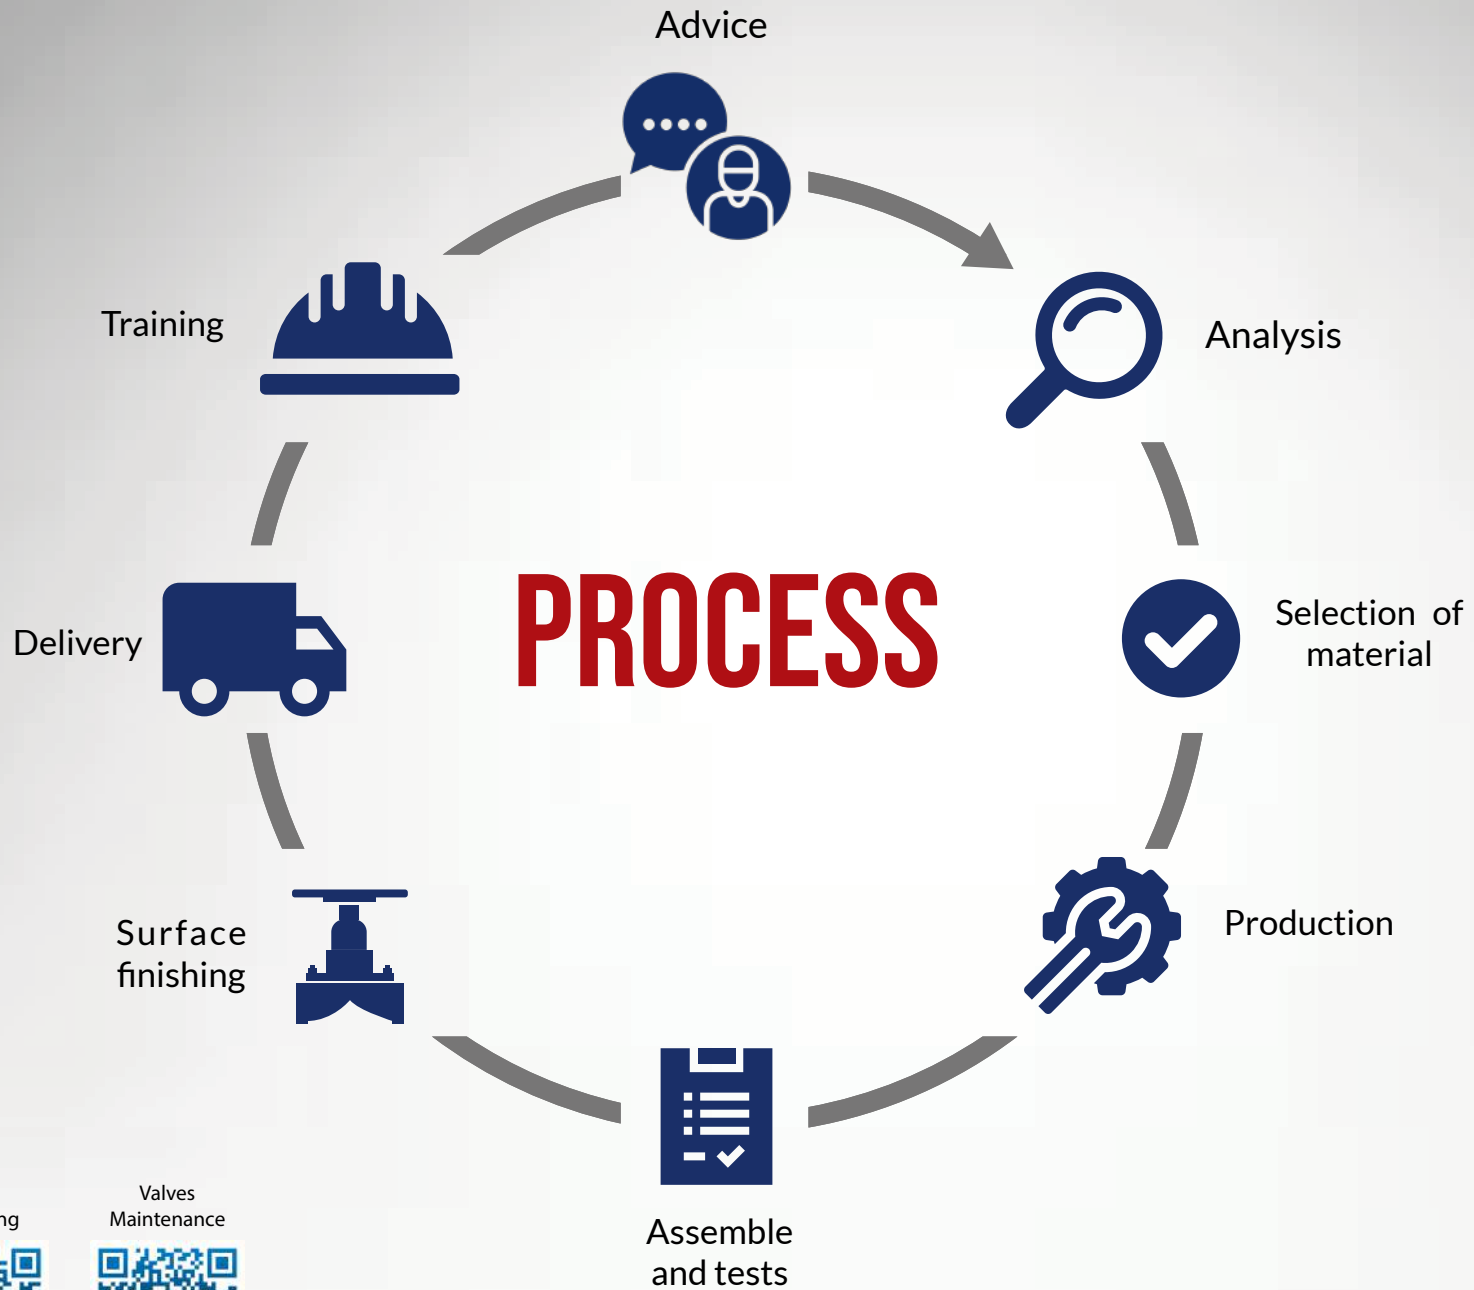 Advice
Analysis
Selection of
material
Production
Assemble
and tests
Surface
finishing
Delivery
Training
PROCESS
Valves
Maintenance